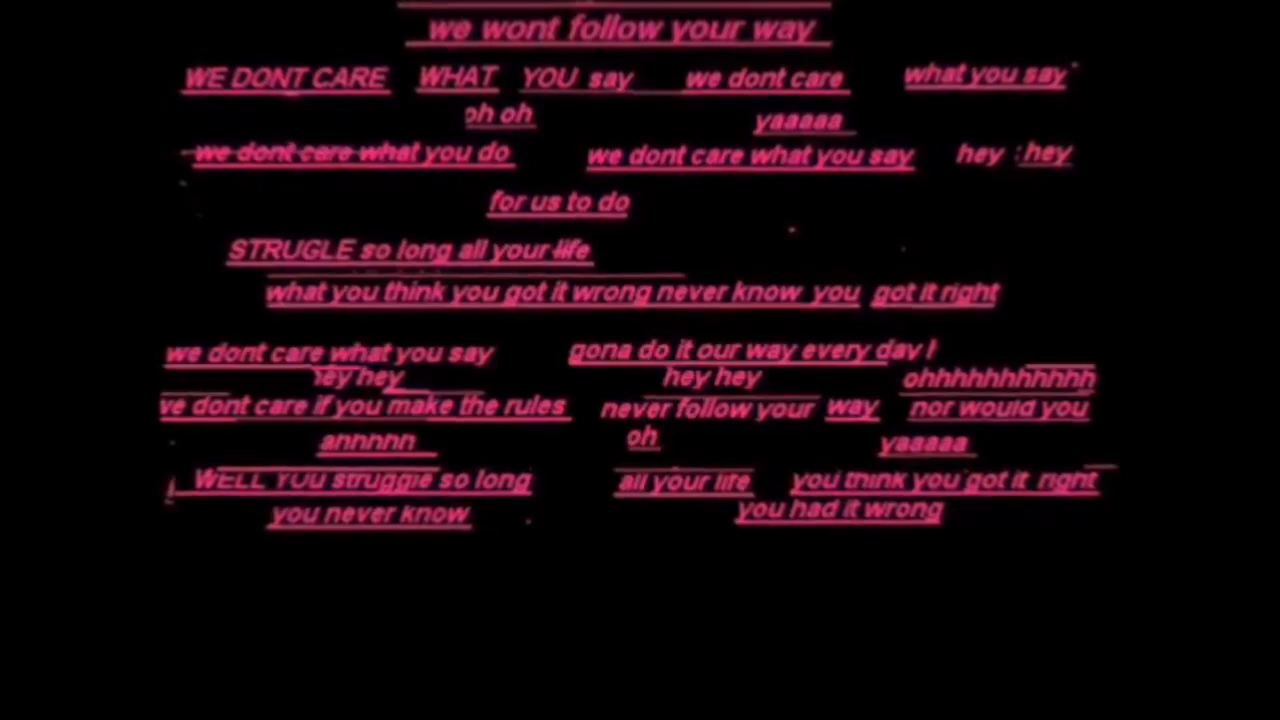 we wont follow your way
WE DONT CARE WHAT YOU say we dont care what you say
oh oh yaaaaa
we dont care what you do we dont care what you say hey hey
for us to do
STRUGLE so long all your life
what you think you got it wrong never know you got it right
we dont care what you say gona do it our way every day !
hey hey hey hey ohhhhhhhhhhhh
we dont care if you make the rules never follow your way nor would you
annnnn oh yaaaaa
WELL YOU struggle so long all your life you think you got it right
you never know you had it wrong